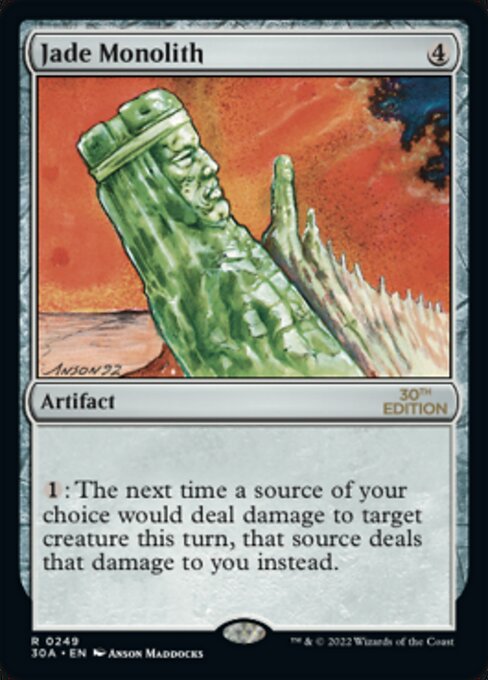 Jade Monolith 4
ANSON 92
Artifact
30TH
EDITION
1: The next time a source of your
choice would deal damage to target
creature this turn, that source deals
that damage to you instead.
R 0249
™ & © 2022 Wizards of the Coast
30A • EN Anson Maddocks